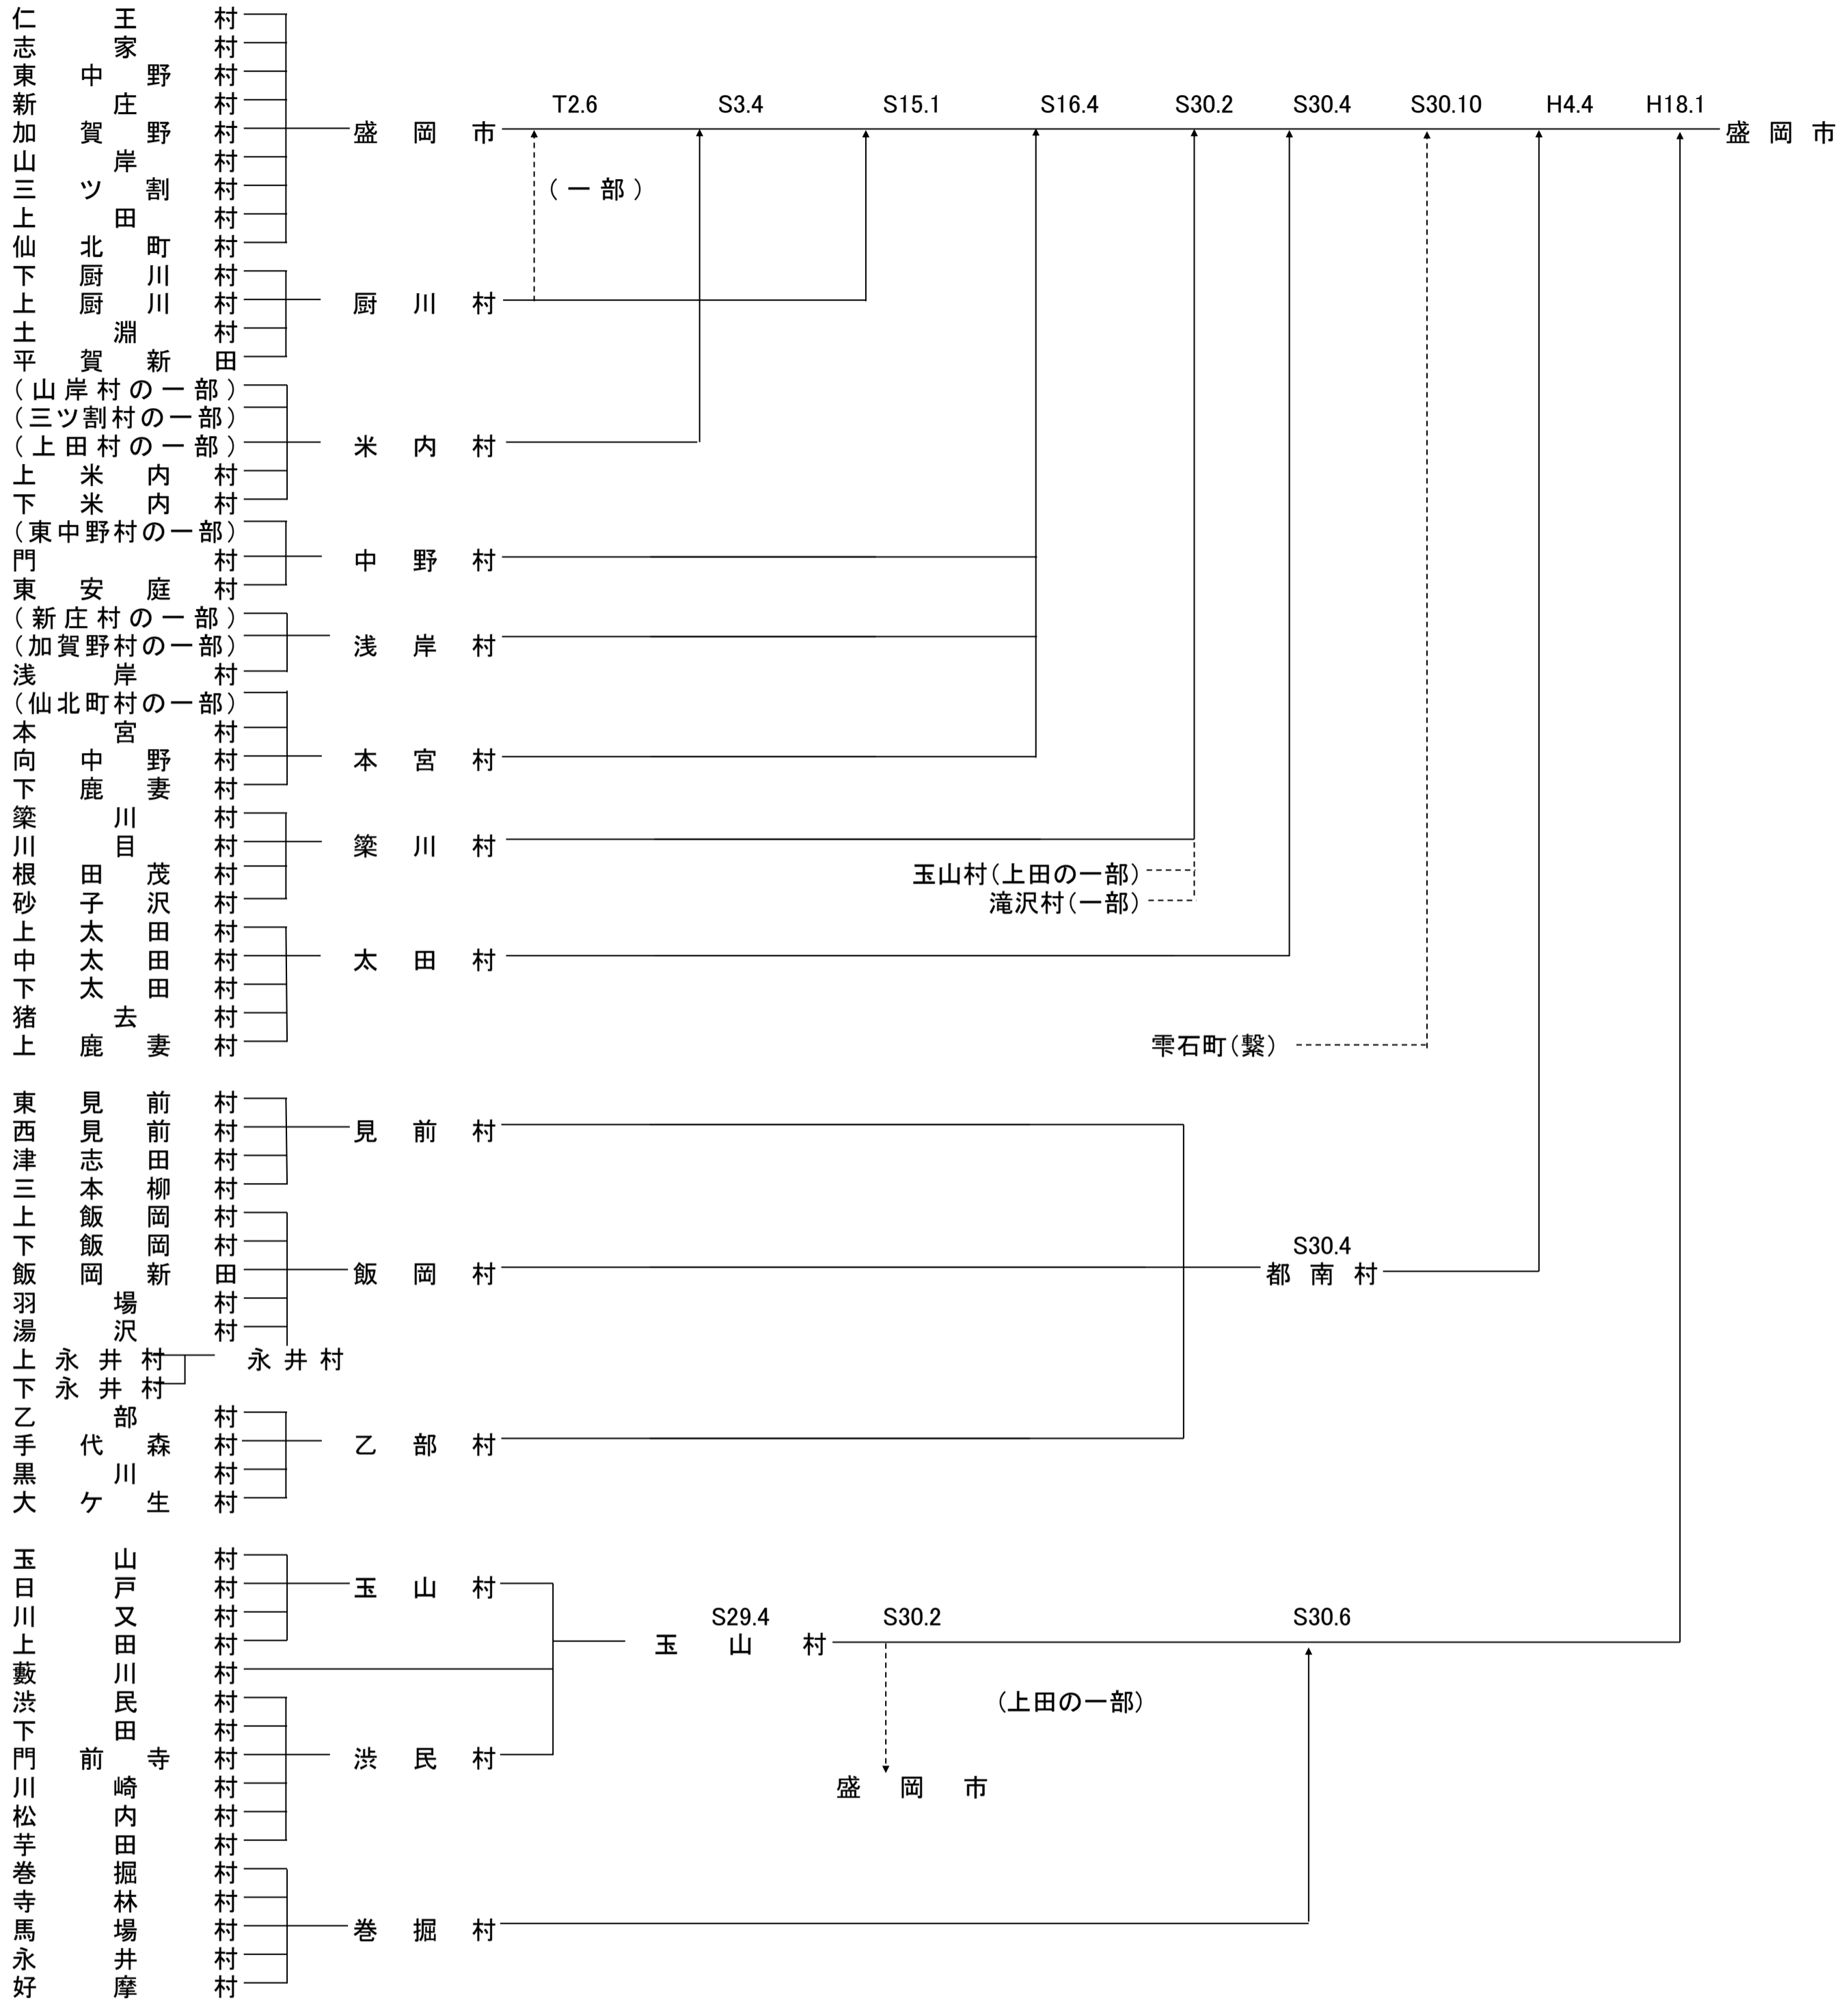 仁王村
志家村
東中野村
新庄村
T2.6 S3.4 S15.1 S16.4 S30.2 S30.4 S30.10 H4.4 H18.1
加賀野村 盛岡市 盛岡市
山岸村
三ツ割村 (一部)
上田村
仙北町村
下厨川村
上厨川村 厨川村
土淵村
平賀新田
(山岸村の一部)
(三ツ割村の一部)
(上田村の一部) 米内村
上米内村
下米内村
(東中野村の一部)
門村 中野村
東安庭村
(新庄村の一部)
(加賀野村の一部) 浅岸村
浅岸村
(仙北町村の一部)
本宮村
向中野村 本宮村
下鹿妻村
簗川村
川目村 簗川村
根田茂村 玉山村(上田の一部)
砂子沢村 滝沢村(一部)
上太田村
中太田村 太田村
下太田村
猪去村
上鹿妻村 雫石町(繋)
東見前村
西見前村 見前村
津志田村
三本柳村
上飯岡村
下飯岡村 S30.4
飯岡新田 飯岡村 都南村
羽場村
湯沢村
上永井村 永井村
下永井村
乙部村
手代森村 乙部村
黒川村
大ケ生村
玉山村
日戸村 玉山村
川又村 S29.4 S30.2 S30.6
上田村 玉山村
藪川村
渋民村 (上田の一部)
下田村
門前寺村 渋民村
川崎村 盛岡市
松内村
芋田村
巻掘村
寺林村
馬場村 巻掘村
永井村
好摩村